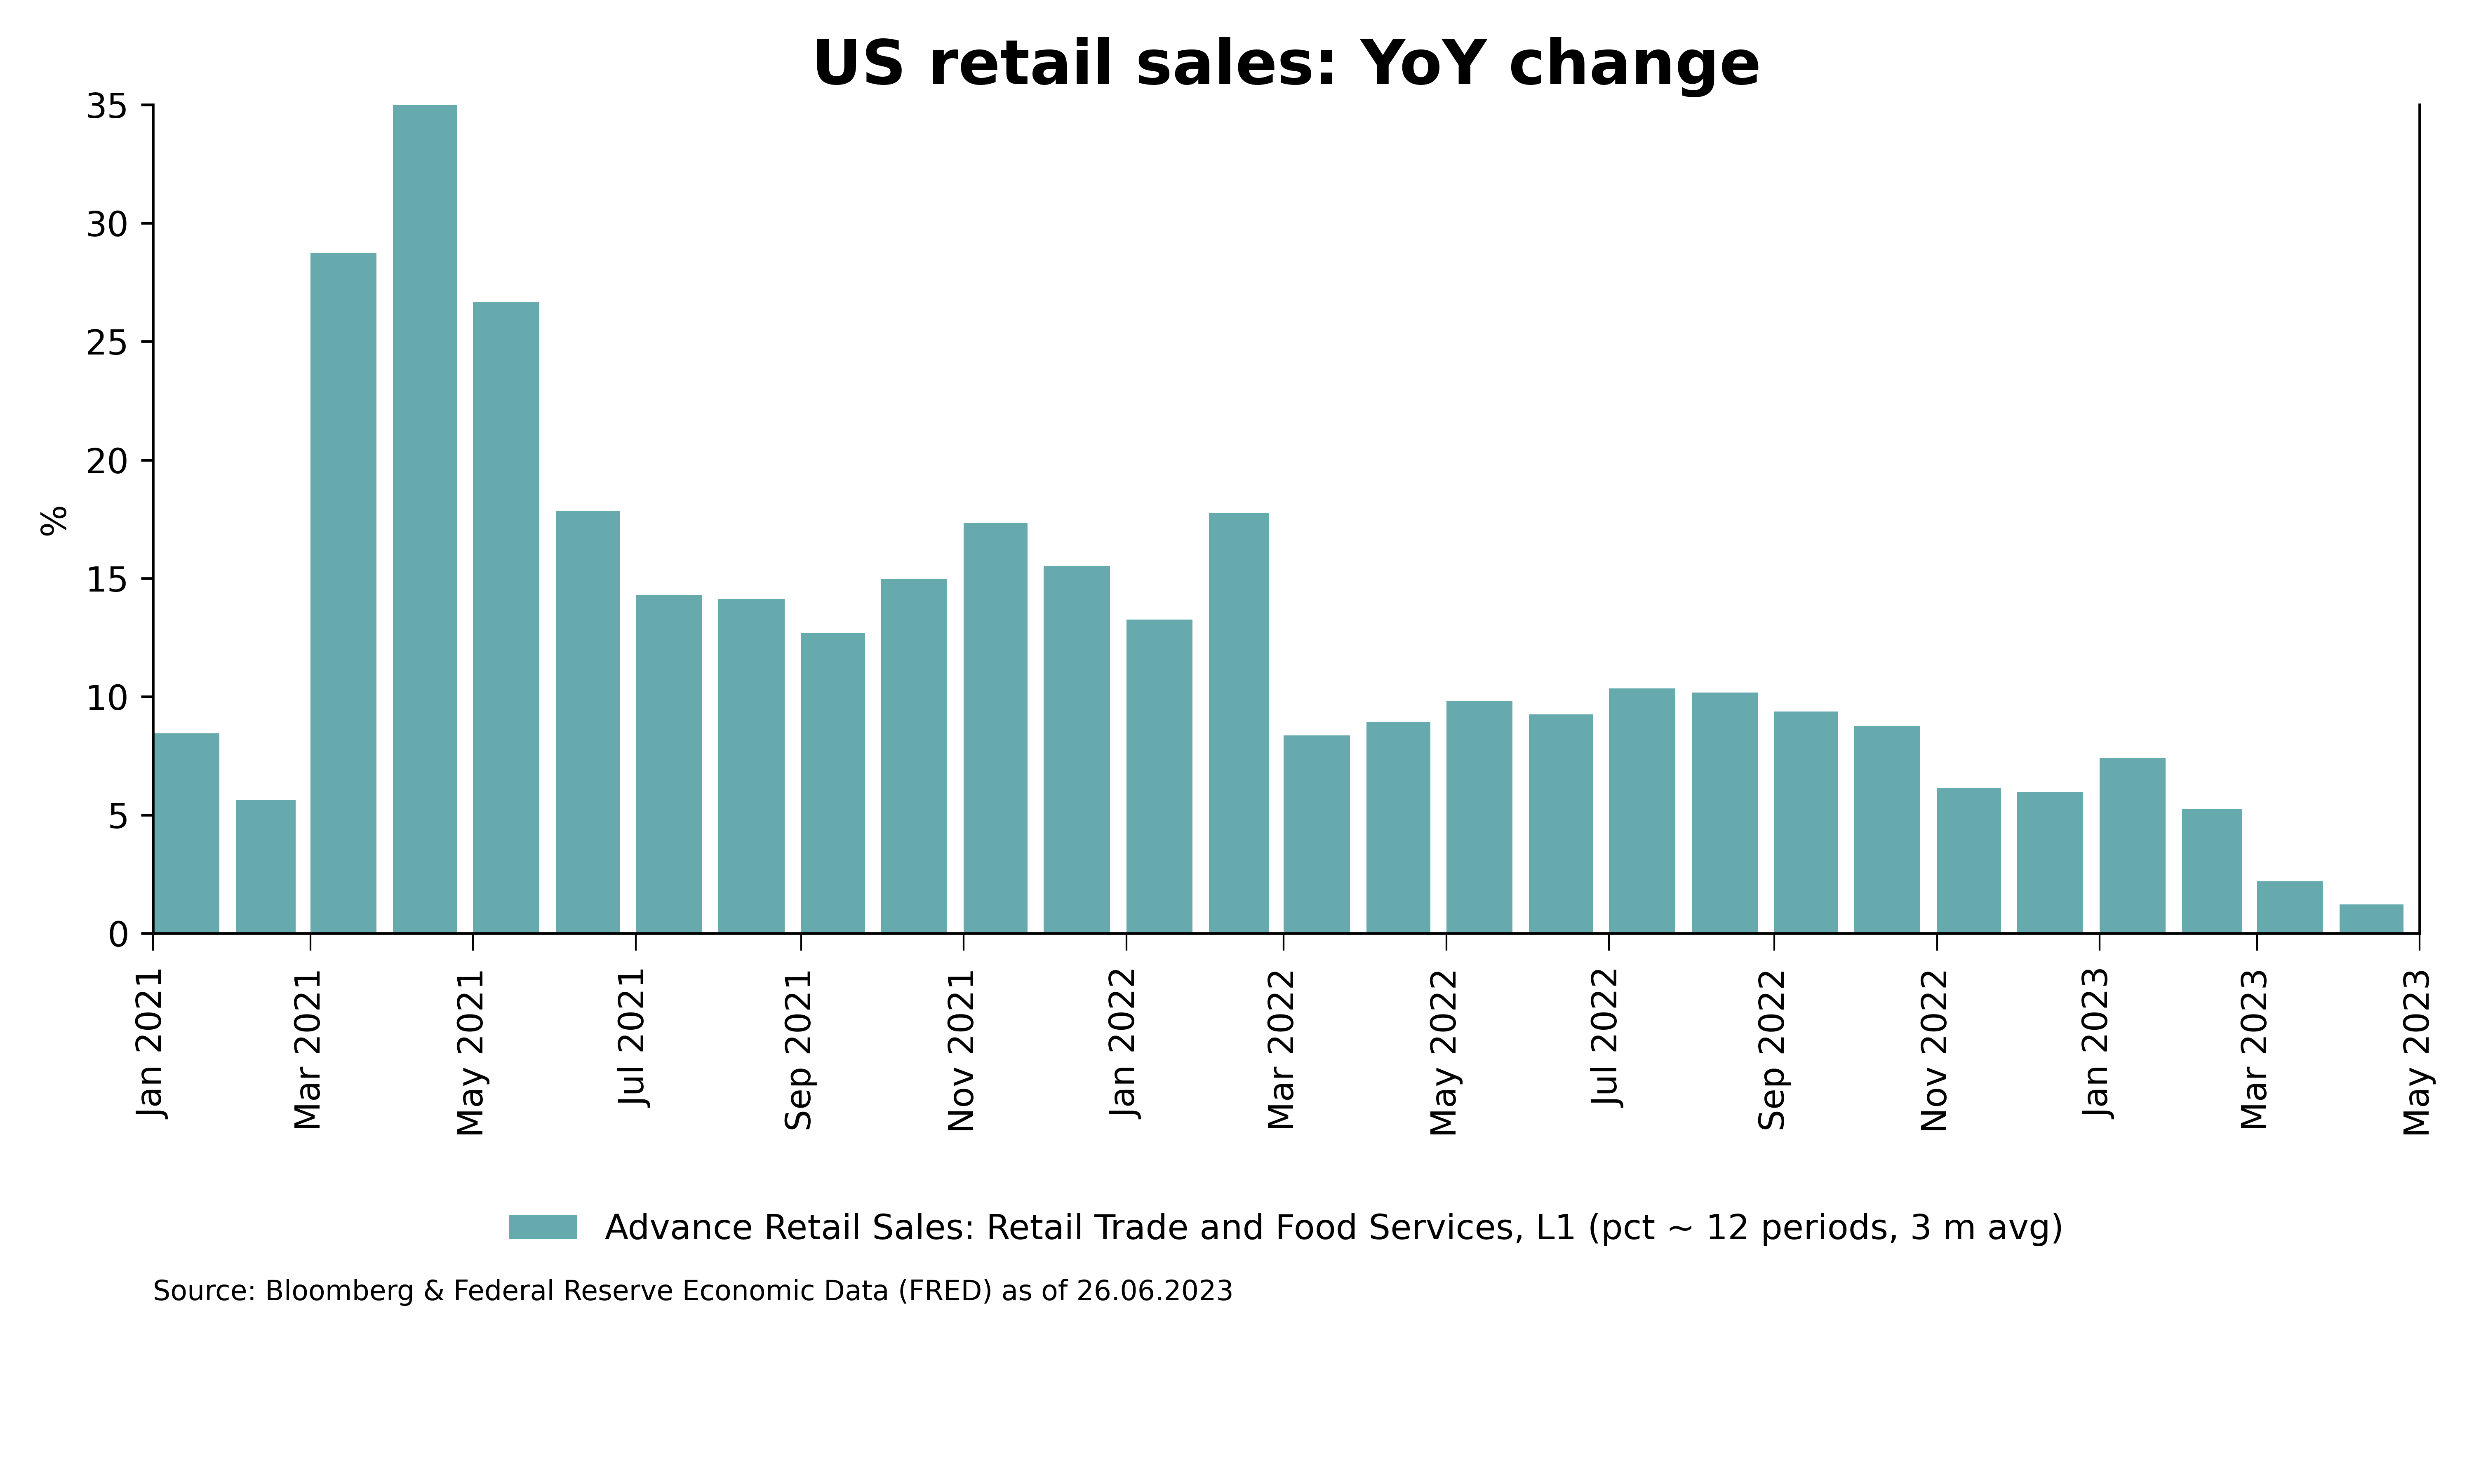 US retail sales: YoY change
35
30
25
20
15
10
5
0
%
Jan 2021
Mar 2021
May 2021
Jul 2021
Sep 2021
Nov 2021
Jan 2022
Mar 2022
May 2022
Jul 2022
Sep 2022
Nov 2022
Jan 2023
Mar 2023
May 2023
Advance Retail Sales: Retail Trade and Food Services, L1 (pct ~ 12 periods, 3 m avg)
Source: Bloomberg & Federal Reserve Economic Data (FRED) as of 26.06.2023